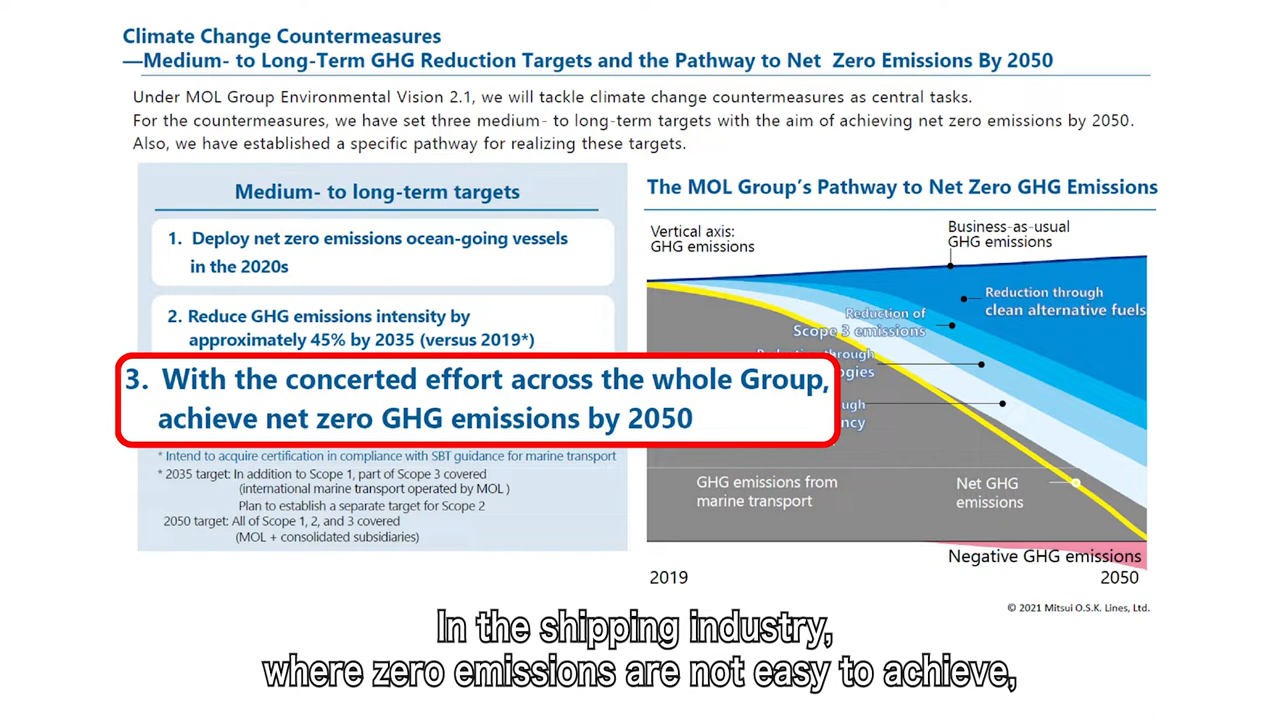 Climate Change Countermeasures
—Medium- to Long-Term GHG Reduction Targets and the Pathway to Net Zero Emissions By 2050
Under MOL Group Environmental Vision 2.1, we will tackle climate change countermeasures as central tasks.
For the countermeasures, we have set three medium- to long-term targets with the aim of achieving net zero emissions by 2050.
Also, we have established a specific pathway for realizing these targets.
Medium- to long-term targets
1. Deploy net zero emissions ocean-going vessels
in the 2020s
2. Reduce GHG emissions intensity by
approximately 45% by 2035 (versus 2019*)
3. With the concerted effort across the whole Group,
achieve net zero GHG emissions by 2050
* Intend to acquire certification in compliance with SBT guidance for marine transport
* 2035 target: In addition to Scope 1, part of Scope 3 covered
(international marine transport operated by MOL)
Plan to establish a separate target for Scope 2
2050 target: All of Scope 1, 2, and 3 covered
(MOL + consolidated subsidiaries)
The MOL Group's Pathway to Net Zero GHG Emissions
Vertical axis:
GHG emissions
Business-as-usual
GHG emissions
Reduction through
clean alternative fuels
Reduction of
Scope 3 emissions
GHG emissions from
marine transport
Net GHG
emissions
Negative GHG emissions
2019
2050
© 2021 Mitsui O.S.K. Lines, Ltd.
In the shipping industry,
where zero emissions are not easy to achieve,